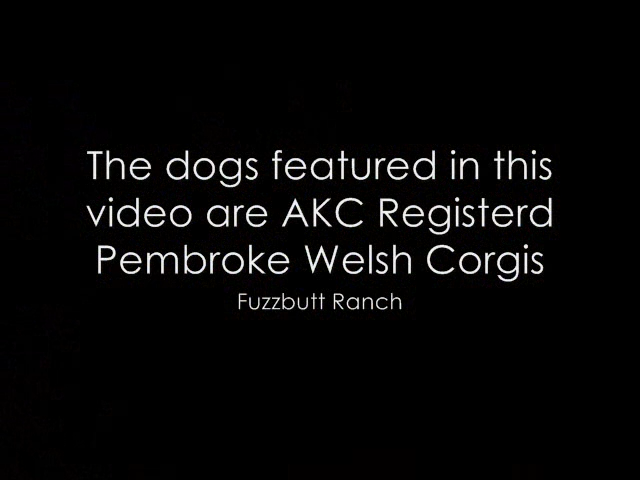 The dogs featured in this
video are AKC Registerd
Pembroke Welsh Corgis
Fuzzbutt Ranch